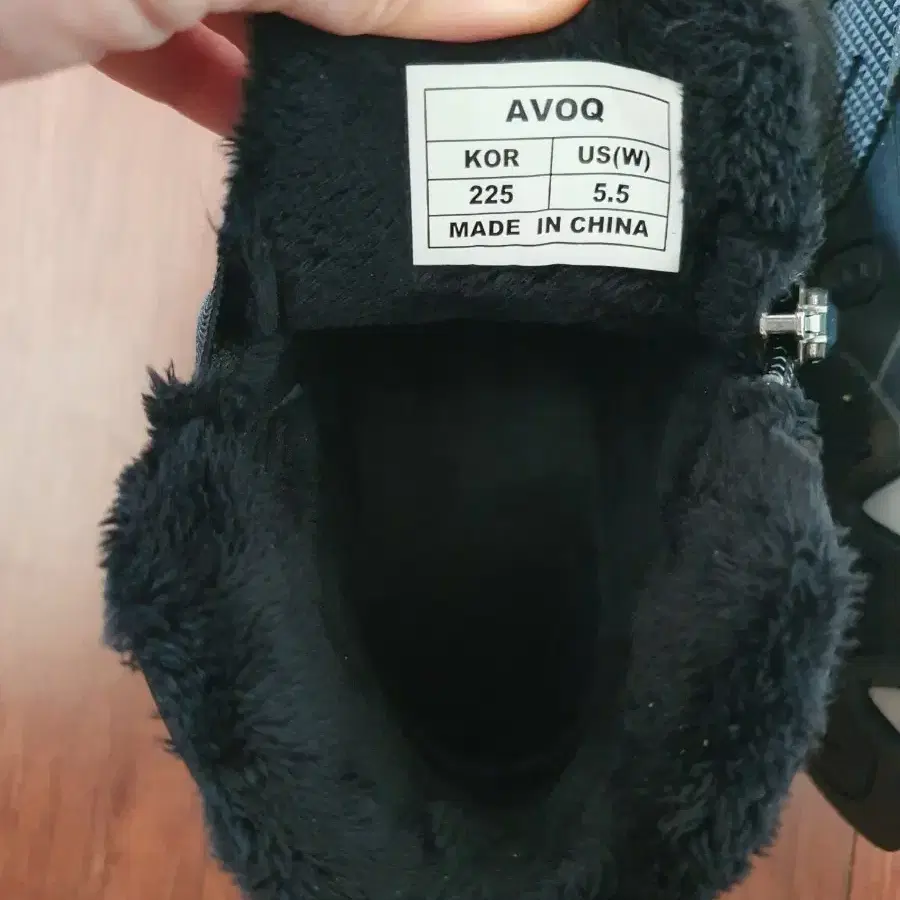 AVOQ
KOR US(W)
225 5.5
MADE IN CHINA